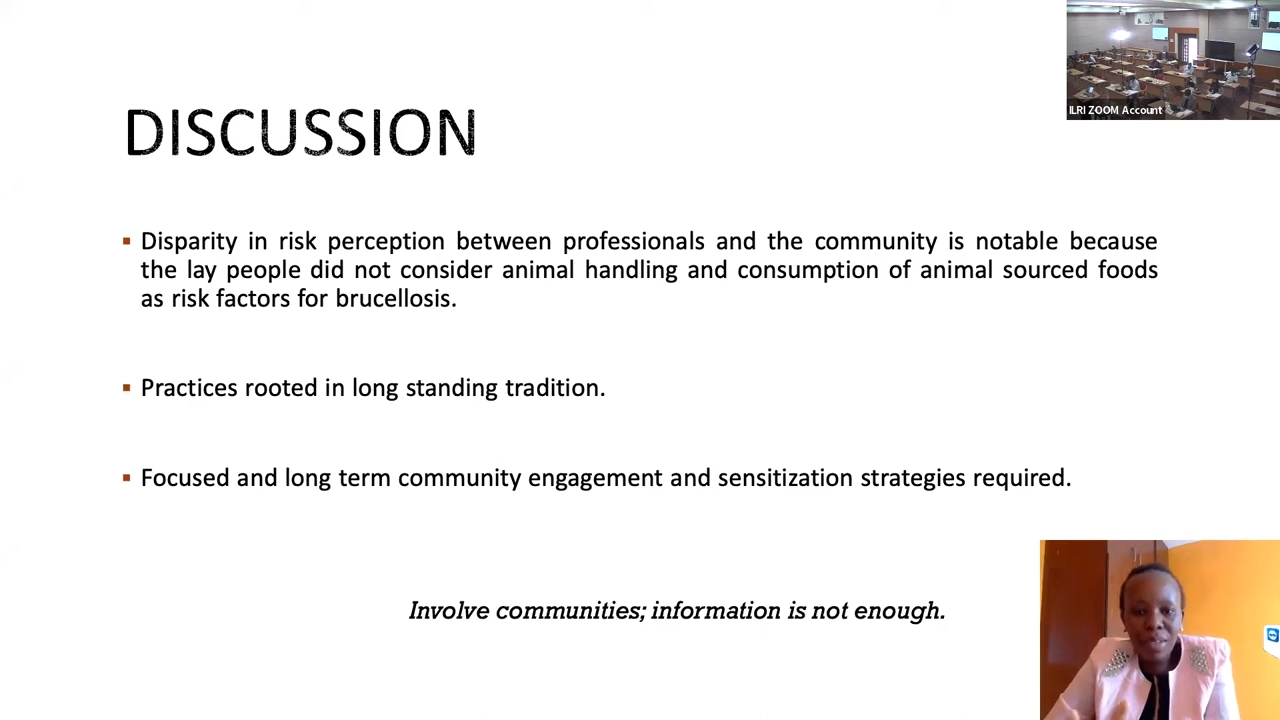 ILRI ZOOM Account
DISCUSSION
▪ Disparity in risk perception between professionals and the community is notable because
the lay people did not consider animal handling and consumption of animal sourced foods
as risk factors for brucellosis.
▪ Practices rooted in long standing tradition.
▪ Focused and long term community engagement and sensitization strategies required.
Involve communities; information is not enough.